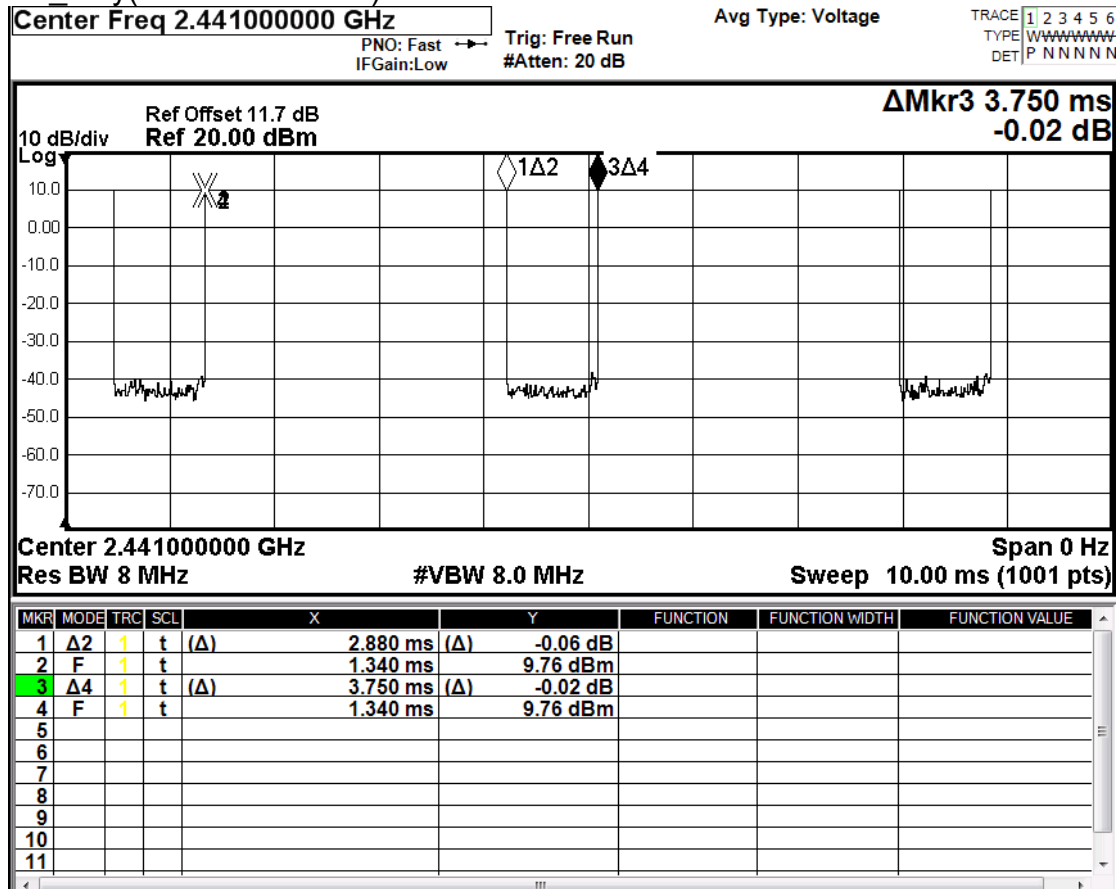 Center Freq 2.441000000 GHz
Avg Type: Voltage
TRACE 1 2 3 4 5 6
PNO: Fast
Trig: Free Run
TYPE WWWWWWW
IFGain:Low
#Atten: 20 dB
DET P N N N N N
ΔMkr3 3.750 ms
Ref Offset 11.7 dB
-0.02 dB
10 dB/div
Ref 20.00 dBm
Log
1Δ2
3Δ4
10.0
0.00
-10.0
-20.0
-30.0
-40.0
-50.0
-60.0
-70.0
Center 2.441000000 GHz
Span 0 Hz
Res BW 8 MHz
#VBW 8.0 MHz
Sweep 10.00 ms (1001 pts)
MKR MODE TRC SCL X Y FUNCTION FUNCTION WIDTH FUNCTION VALUE
1 Δ2 1 t (Δ) 2.880 ms (Δ) -0.06 dB
2 F 1 t 1.340 ms 9.76 dBm
3 Δ4 1 t (Δ) 3.750 ms (Δ) -0.02 dB
4 F 1 t 1.340 ms 9.76 dBm
5
6
7
8
9
10
11